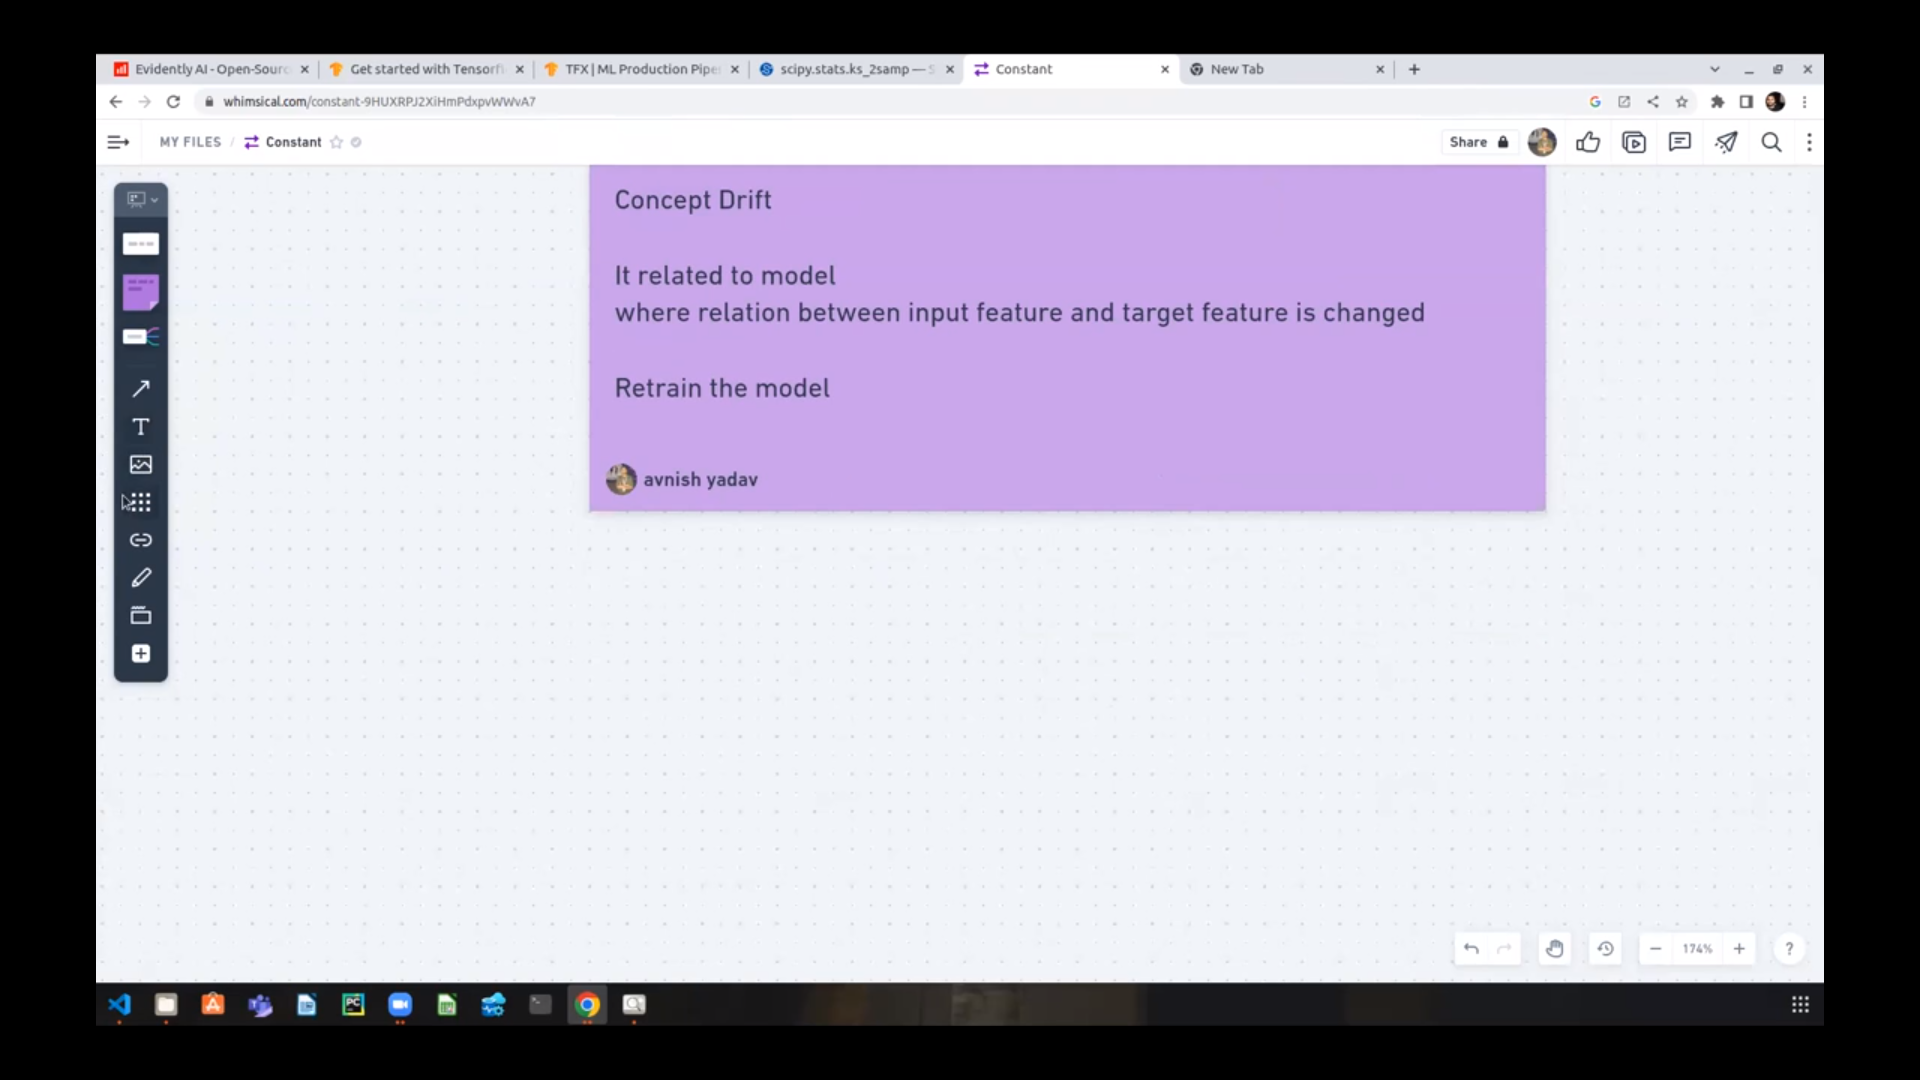 Evidently AI - Open-Sourc
Get started with Tensorfl
TFX | ML Production Pipe
scipy.stats.ks_2samp — S
Constant
New Tab
whimsical.com/constant-9HUXRPJ2XiHmPdxpvWWvA7
MY FILES / Constant
Share
Concept Drift
It related to model
where relation between input feature and target feature is changed
Retrain the model
avnish yadav
174%